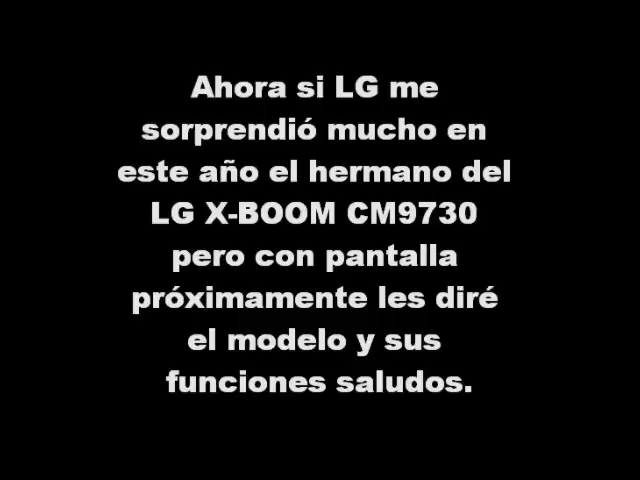 Ahora si LG me
sorprendió mucho en
este año el hermano del
LG X-BOOM CM9730
pero con pantalla
próximamente les diré
el modelo y sus
funciones saludos.